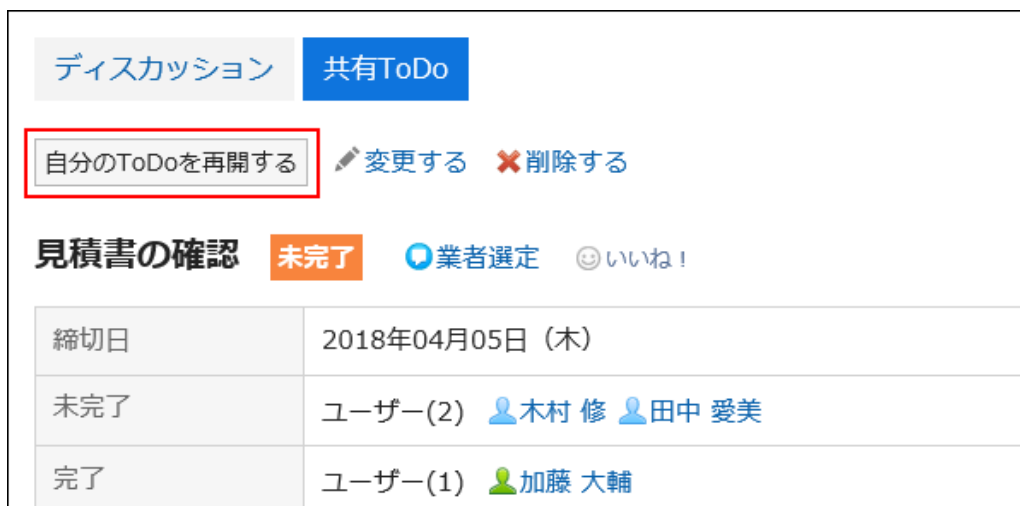 ディスカッション 共有ToDo
自分のToDoを再開する 変更する 削除する
見積書の確認 未完了 業者選定 いいね！
締切日 2018年04月05日（木）
未完了 ユーザー(2) 木村 修 田中 愛美
完了 ユーザー(1) 加藤 大輔